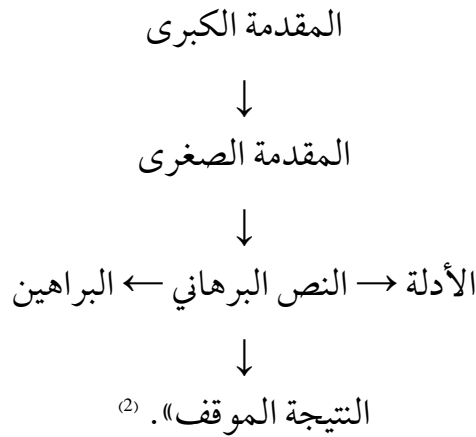 المقدمة الكبرى
↓
المقدمة الصغرى
↓
الأدلة → النص البرهاني ← البراهين
↓
النتيجة الموقف». (2)